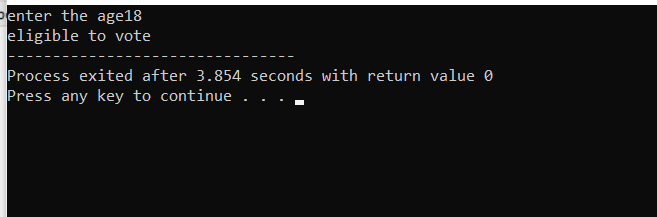 enter the age18
eligible to vote
--------------------------------
Process exited after 3.854 seconds with return value 0
Press any key to continue . . .